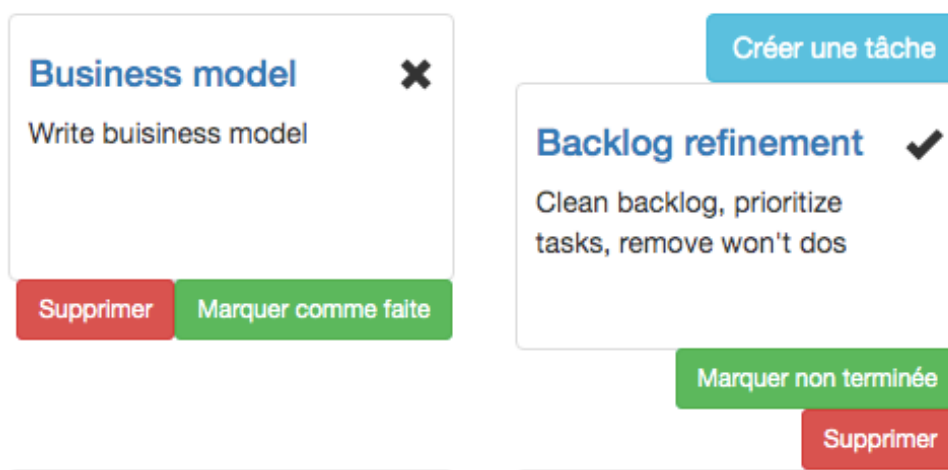 Business model
Write buisiness model
Supprimer
Marquer comme faite
Créer une tâche
Backlog refinement
Clean backlog, prioritize
tasks, remove won't dos
Marquer non terminée
Supprimer